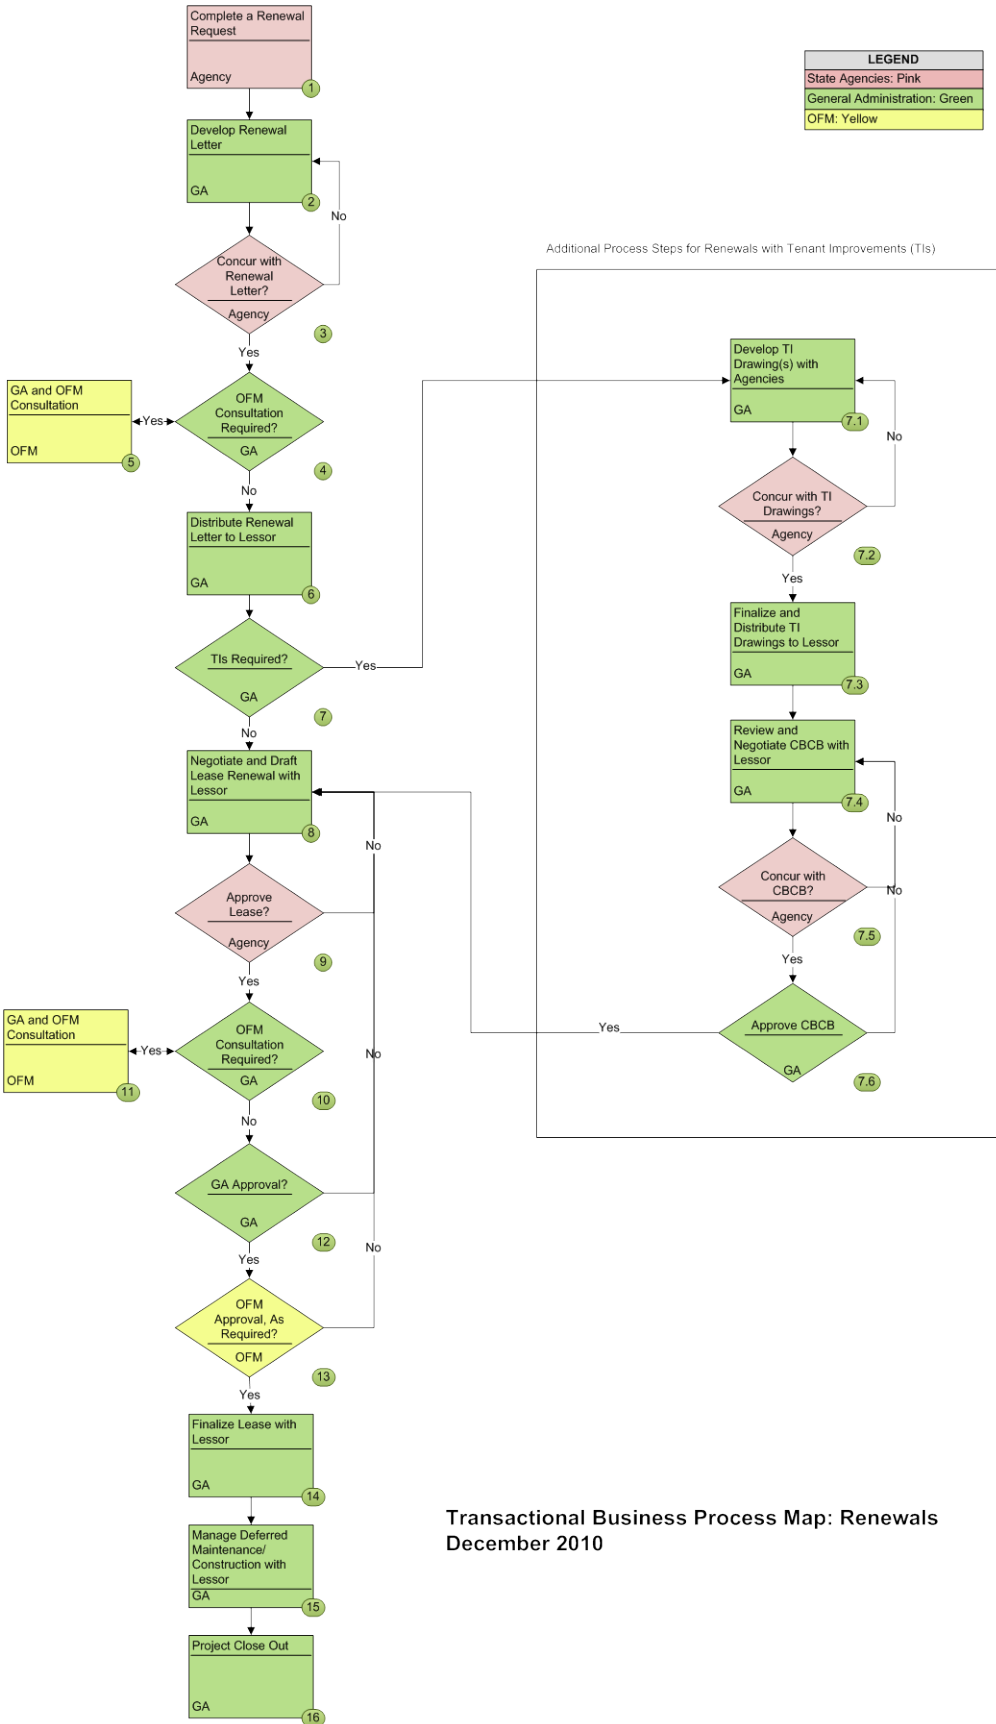 Complete a Renewal
Request
Agency
1
LEGEND
State Agencies: Pink
General Administration: Green
OFM: Yellow
Develop Renewal
Letter
GA
2
No
Concur with
Renewal
Letter?
Agency
3
Yes
GA and OFM
Consultation
OFM
5
Yes
OFM
Consultation
Required?
GA
4
No
Distribute Renewal
Letter to Lessor
GA
6
TIs Required?
GA
7
Yes
No
Negotiate and Draft
Lease Renewal with
Lessor
GA
8
No
Approve
Lease?
Agency
9
Yes
GA and OFM
Consultation
OFM
11
Yes
OFM
Consultation
Required?
GA
10
No
No
GA Approval?
GA
12
No
Yes
OFM
Approval, As
Required?
OFM
13
Yes
Finalize Lease with
Lessor
GA
14
Manage Deferred
Maintenance/
Construction with
Lessor
GA
15
Project Close Out
GA
16
Additional Process Steps for Renewals with Tenant Improvements (TIs)
Develop TI
Drawing(s) with
Agencies
GA
7.1
No
Concur with TI
Drawings?
Agency
7.2
Yes
Finalize and
Distribute TI
Drawings to Lessor
GA
7.3
Review and
Negotiate CBCB with
Lessor
GA
7.4
No
Concur with
CBCB?
Agency
7.5
No
Yes
Approve CBCB
GA
7.6
Yes
Transactional Business Process Map: Renewals
December 2010